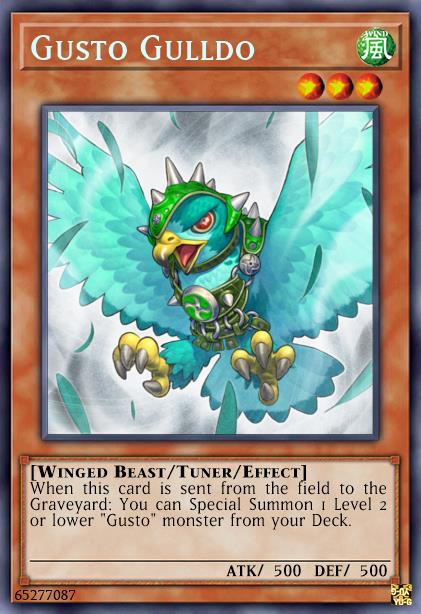 Gusto Gulldo
WIND
風
[Winged Beast/Tuner/Effect]
When this card is sent from the field to the
Graveyard: You can Special Summon 1 Level 2
or lower "Gusto" monster from your Deck.
ATK/ 500 DEF/ 500
65277087